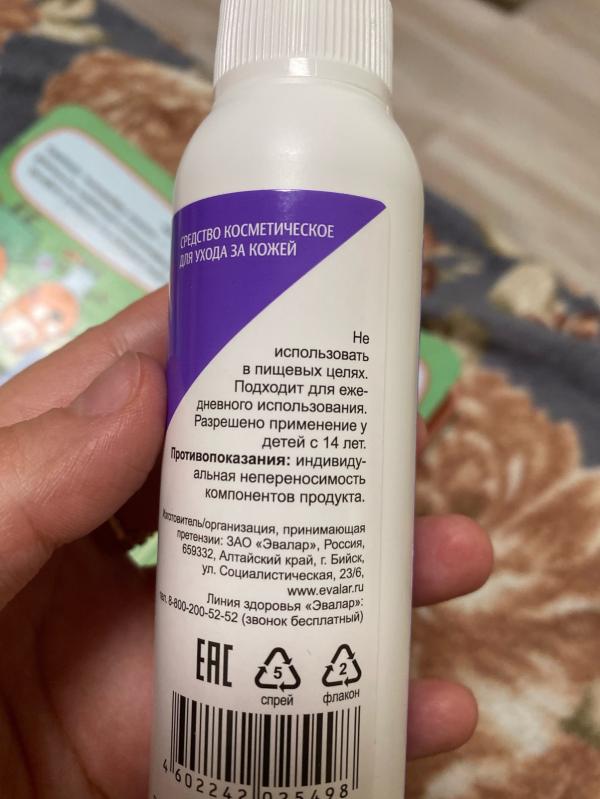 СРЕДСТВО КОСМЕТИЧЕСКОЕ
ДЛЯ УХОДА ЗА КОЖЕЙ
Не
использовать
в пищевых целях.
Подходит для еже-
дневного использования.
Разрешено применение у
детей с 14 лет.
Противопоказания: индивиду-
альная непереносимость
компонентов продукта.
Изготовитель/организация, принимающая
претензии: ЗАО «Эвалар», Россия,
659332, Алтайский край, г. Бийск,
ул. Социалистическая, 23/6,
www.evalar.ru
Линия здоровья «Эвалар»:
тел. 8-800-200-52-52 (звонок бесплатный)
EAC
5
спрей
2
флакон
4 602242 025498